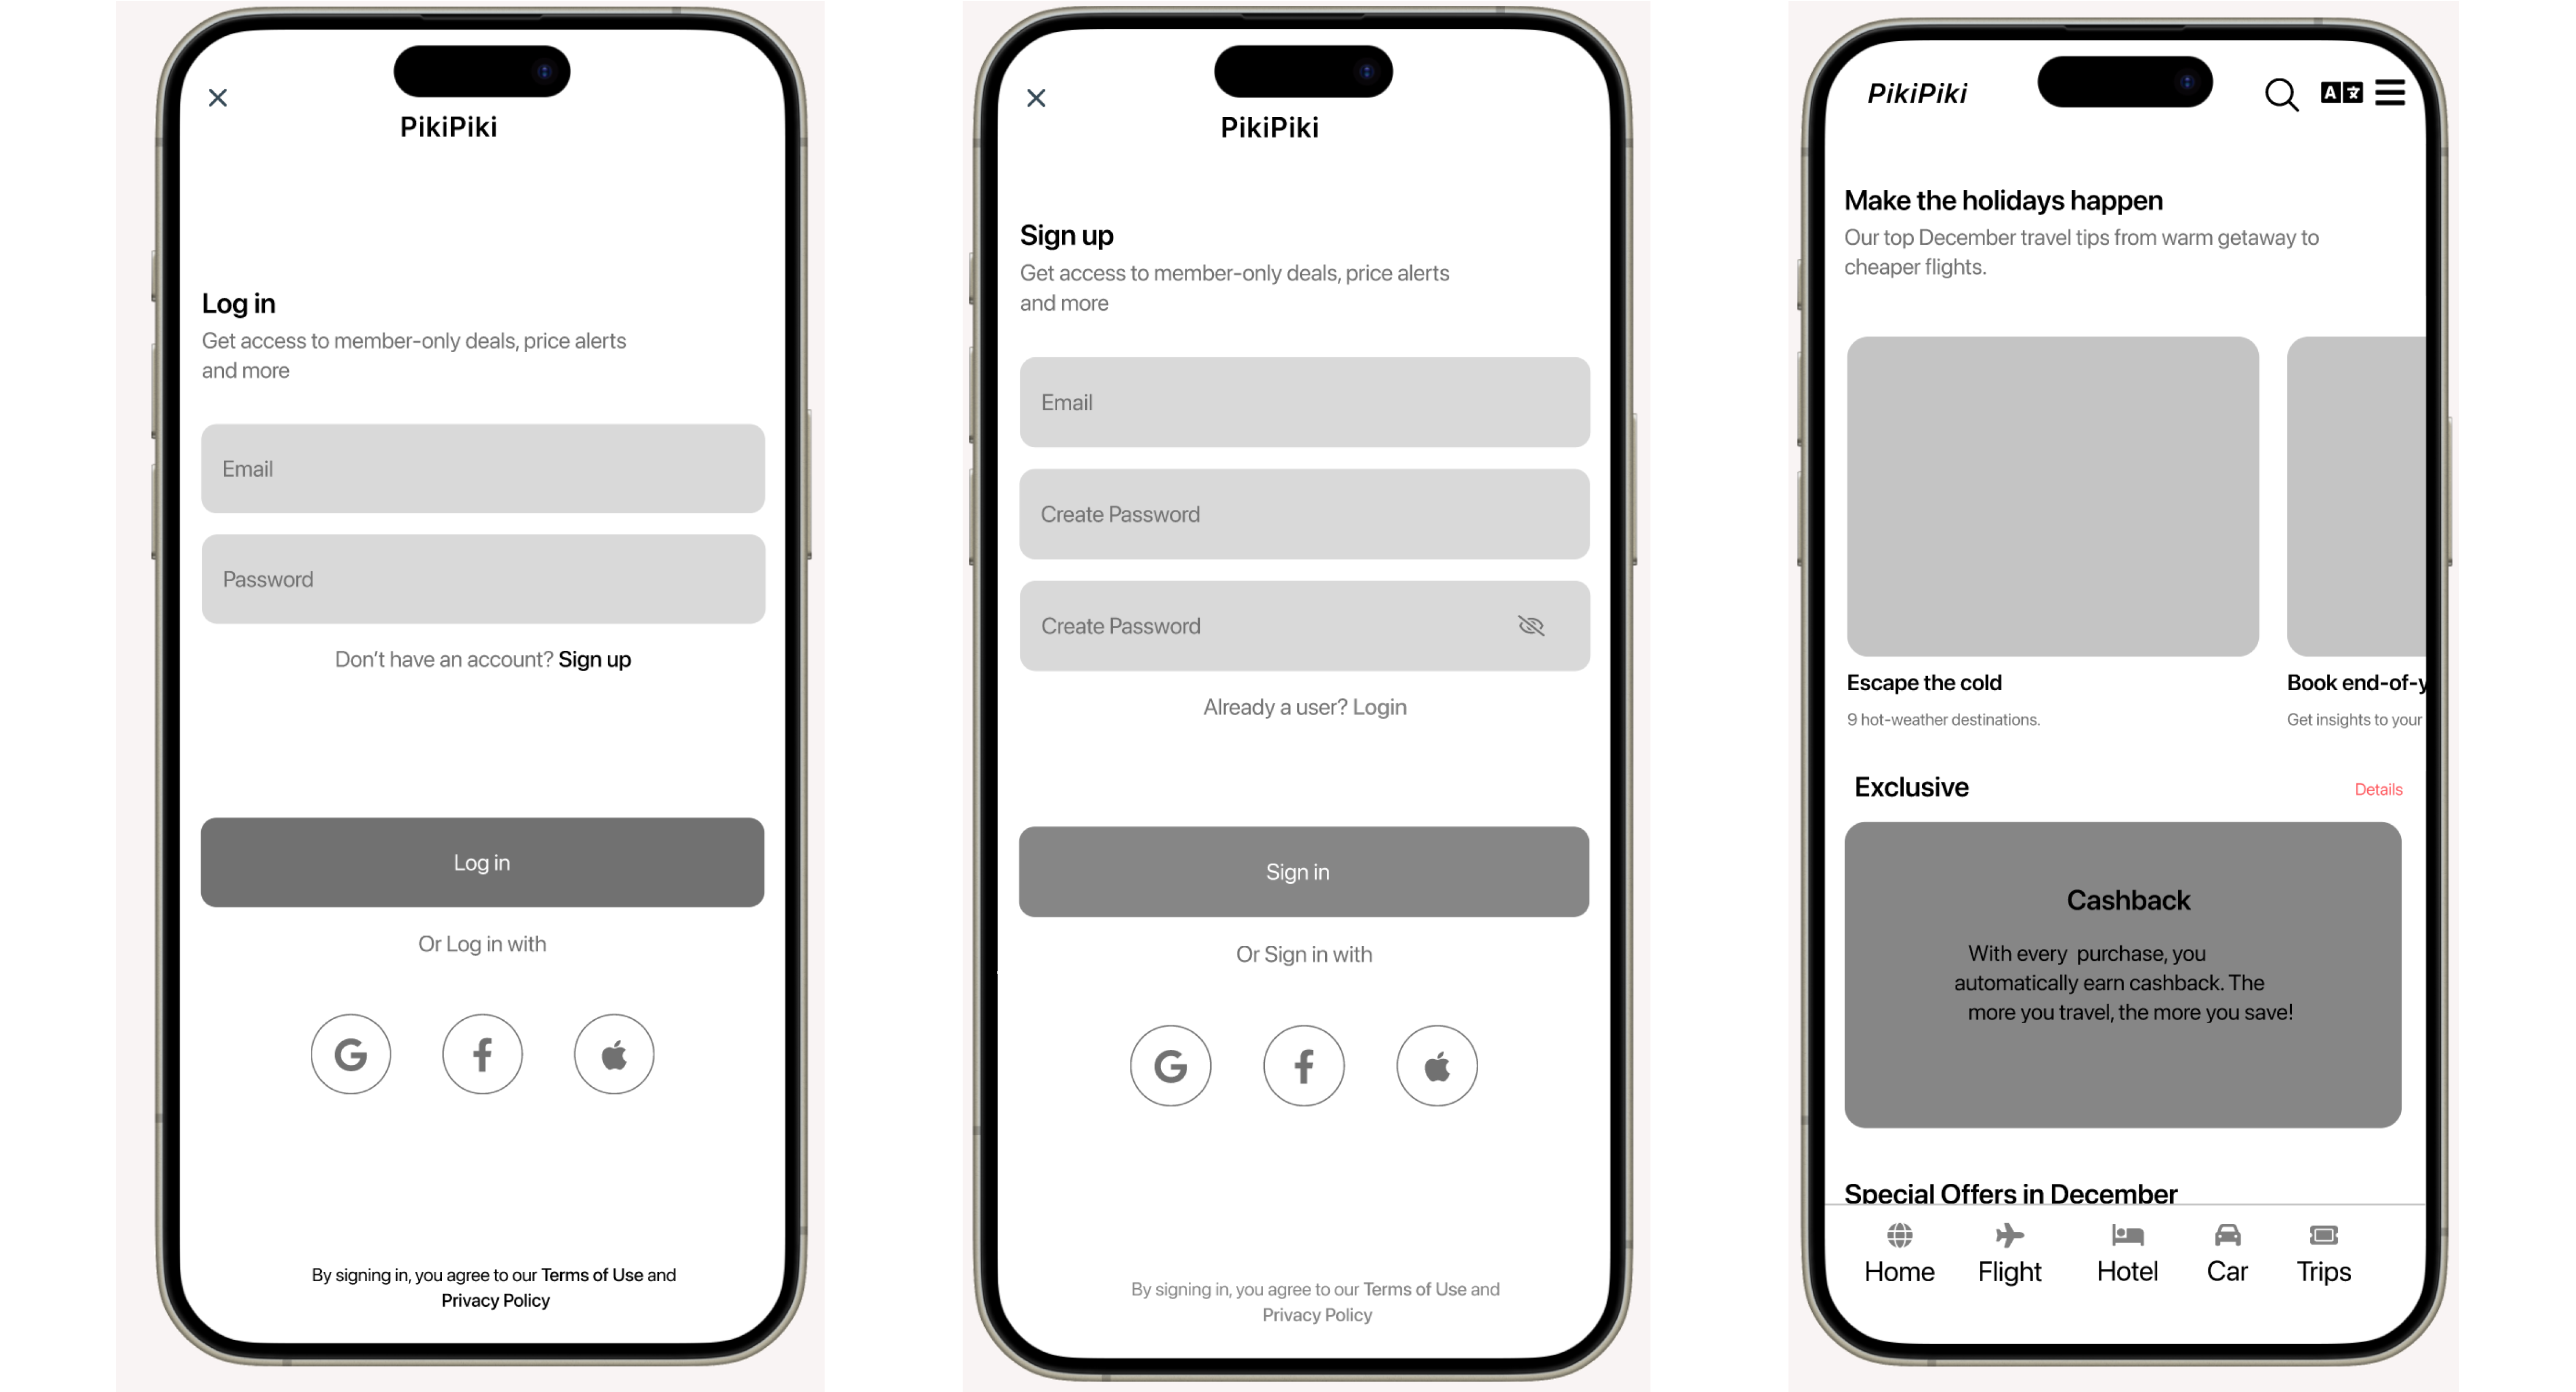 PikiPiki
Log in
Get access to member-only deals, price alerts
and more
Email
Password
Don't have an account? Sign up
Log in
Or Log in with
By signing in, you agree to our Terms of Use and
Privacy Policy
PikiPiki
Sign up
Get access to member-only deals, price alerts
and more
Email
Create Password
Create Password
Already a user? Login
Sign in
Or Sign in with
By signing in, you agree to our Terms of Use and
Privacy Policy
PikiPiki
Make the holidays happen
Our top December travel tips from warm getaway to
cheaper flights.
Escape the cold
9 hot-weather destinations.
Book end-of-y
Get insights to your
Exclusive
Details
Cashback
With every purchase, you
automatically earn cashback. The
more you travel, the more you save!
Special Offers in December
Home
Flight
Hotel
Car
Trips